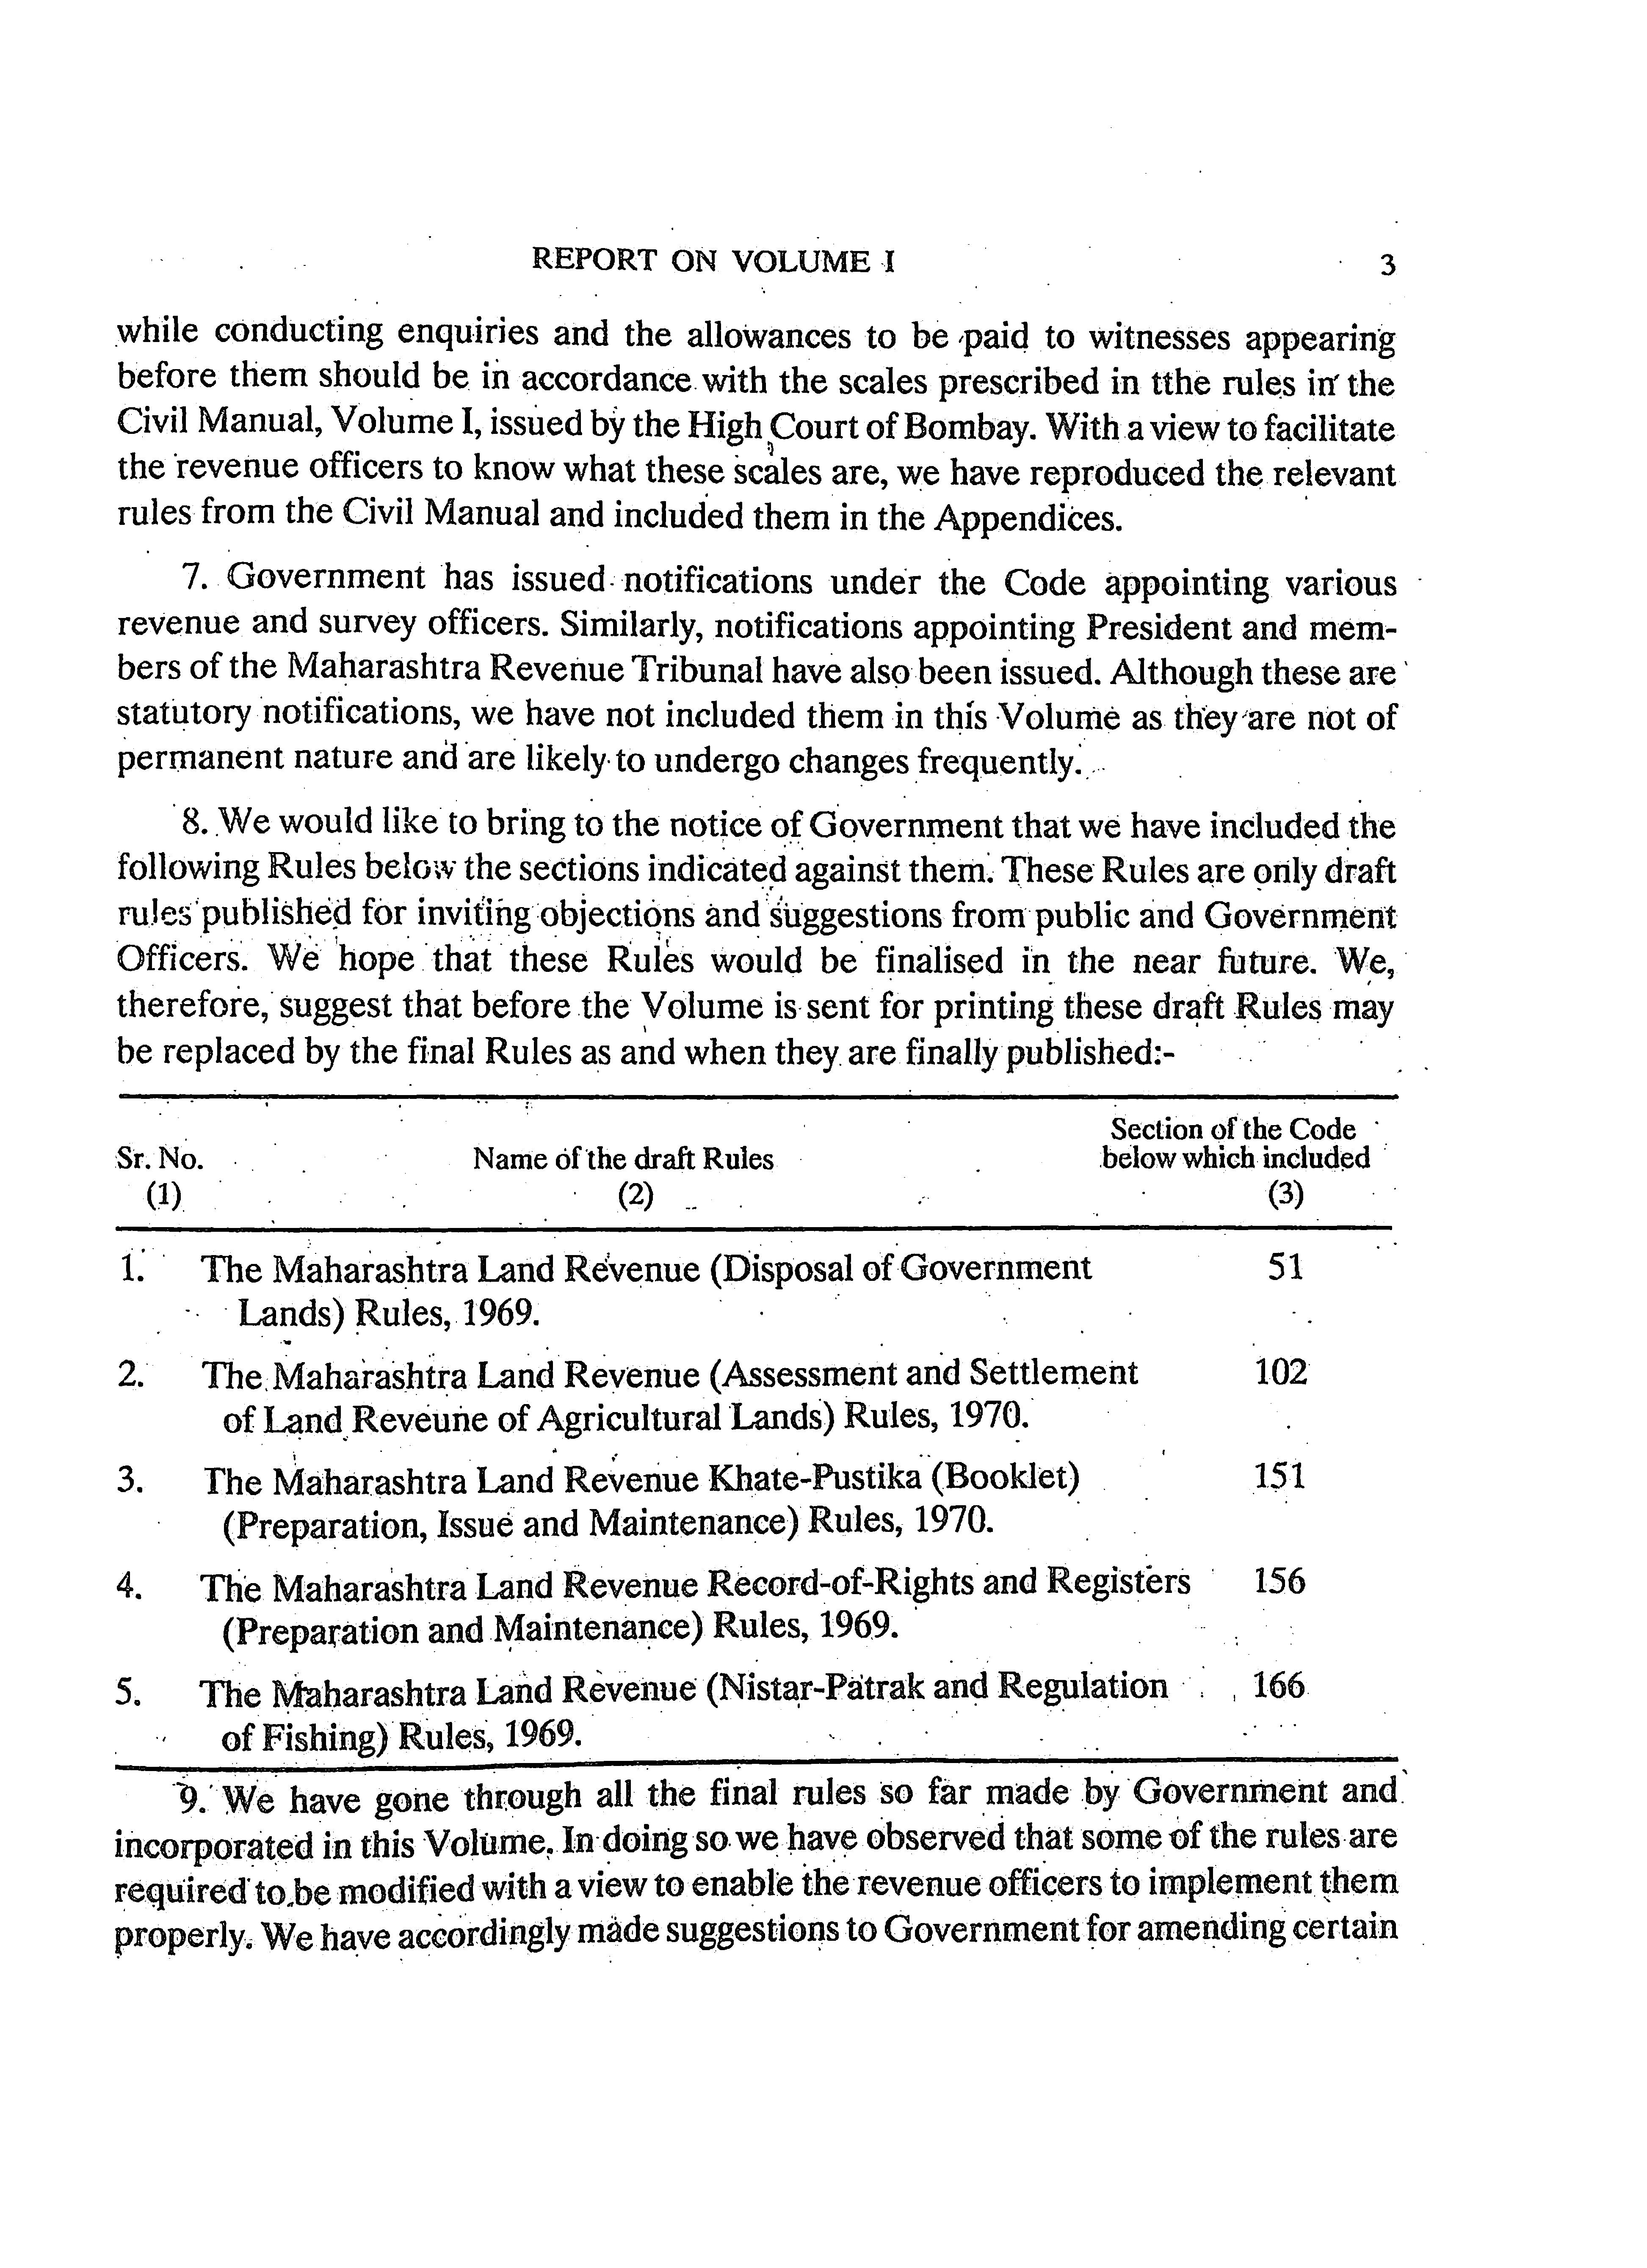 REPORT ON VOLUME I 3
while conducting enquiries and the allowances to be paid to witnesses appearing
before them should be in accordance with the scales prescribed in tthe rules in the
Civil Manual, Volume I, issued by the High Court of Bombay. With a view to facilitate
the revenue officers to know what these scales are, we have reproduced the relevant
rules from the Civil Manual and included them in the Appendices.
7. Government has issued notifications under the Code appointing various
revenue and survey officers. Similarly, notifications appointing President and mem-
bers of the Maharashtra Revenue Tribunal have also been issued. Although these are
statutory notifications, we have not included them in this Volume as they are not of
permanent nature and are likely to undergo changes frequently.
8. We would like to bring to the notice of Government that we have included the
following Rules below the sections indicated against them. These Rules are only draft
rules published for inviting objections and suggestions from public and Government
Officers. We hope that these Rules would be finalised in the near future. We,
therefore, suggest that before the Volume is sent for printing these draft Rules may
be replaced by the final Rules as and when they are finally published:-
Section of the Code
Sr. No. Name of the draft Rules below which included
(1) (2) (3)
1. The Maharashtra Land Revenue (Disposal of Government 51
Lands) Rules, 1969.
2. The Maharashtra Land Revenue (Assessment and Settlement 102
of Land Reveune of Agricultural Lands) Rules, 1970.
3. The Maharashtra Land Revenue Khate-Pustika (Booklet) 151
(Preparation, Issue and Maintenance) Rules, 1970.
4. The Maharashtra Land Revenue Record-of-Rights and Registers 156
(Preparation and Maintenance) Rules, 1969.
5. The Maharashtra Land Revenue (Nistar-Patrak and Regulation 166
of Fishing) Rules, 1969.
9. We have gone through all the final rules so far made by Government and
incorporated in this Volume. In doing so we have observed that some of the rules are
required to be modified with a view to enable the revenue officers to implement them
properly. We have accordingly made suggestions to Government for amending certain